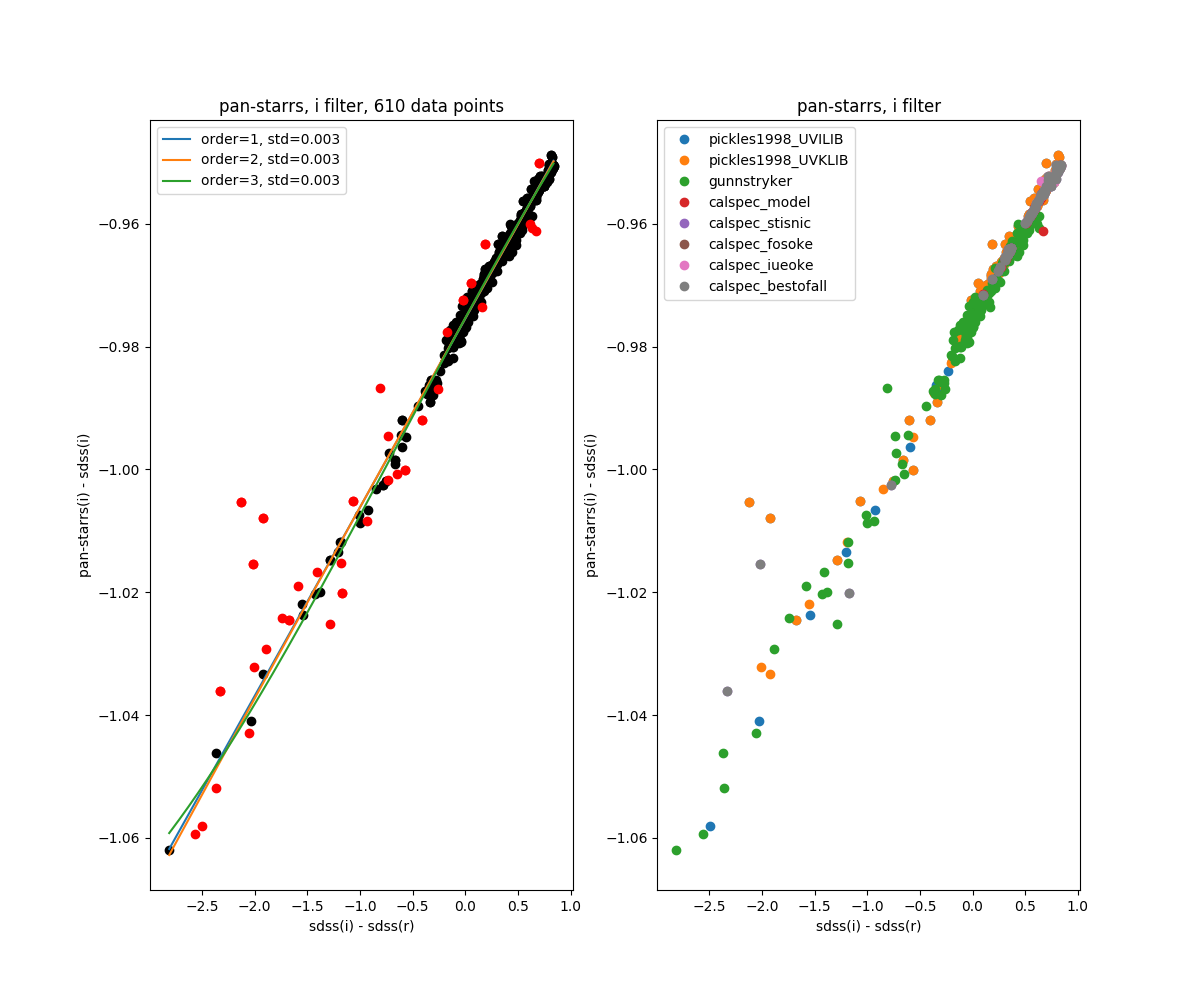 pan-starrs, i filter, 610 data points
order=1, std=0.003
order=2, std=0.003
order=3, std=0.003
pan-starrs(i) - sdss(i)
−0.96
−0.98
−1.00
−1.02
−1.04
−1.06
−2.5 −2.0 −1.5 −1.0 −0.5 0.0 0.5 1.0
sdss(i) - sdss(r)
pan-starrs, i filter
pickles1998_UVILIB
pickles1998_UVKLIB
gunnstryker
calspec_model
calspec_stisnic
calspec_fosoke
calspec_iueoke
calspec_bestofall
pan-starrs(i) - sdss(i)
−0.96
−0.98
−1.00
−1.02
−1.04
−1.06
−2.5 −2.0 −1.5 −1.0 −0.5 0.0 0.5 1.0
sdss(i) - sdss(r)